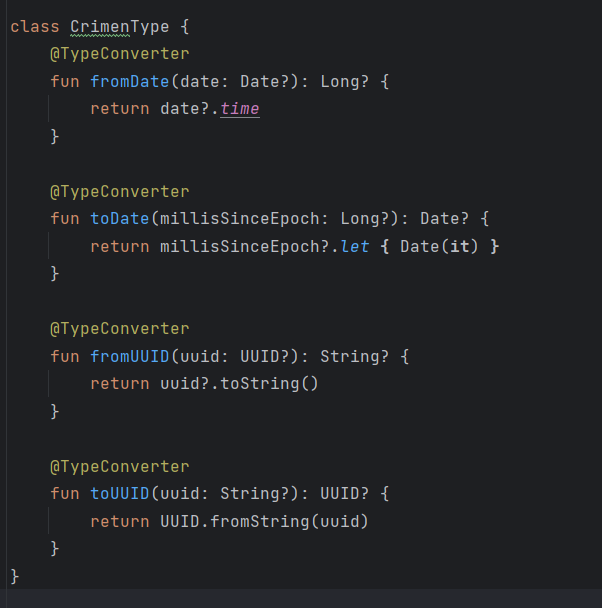 class CrimenType {
    @TypeConverter
    fun fromDate(date: Date?): Long? {
        return date?.time
    }

    @TypeConverter
    fun toDate(millisSinceEpoch: Long?): Date? {
        return millisSinceEpoch?.let { Date(it) }
    }

    @TypeConverter
    fun fromUUID(uuid: UUID?): String? {
        return uuid?.toString()
    }

    @TypeConverter
    fun toUUID(uuid: String?): UUID? {
        return UUID.fromString(uuid)
    }
}